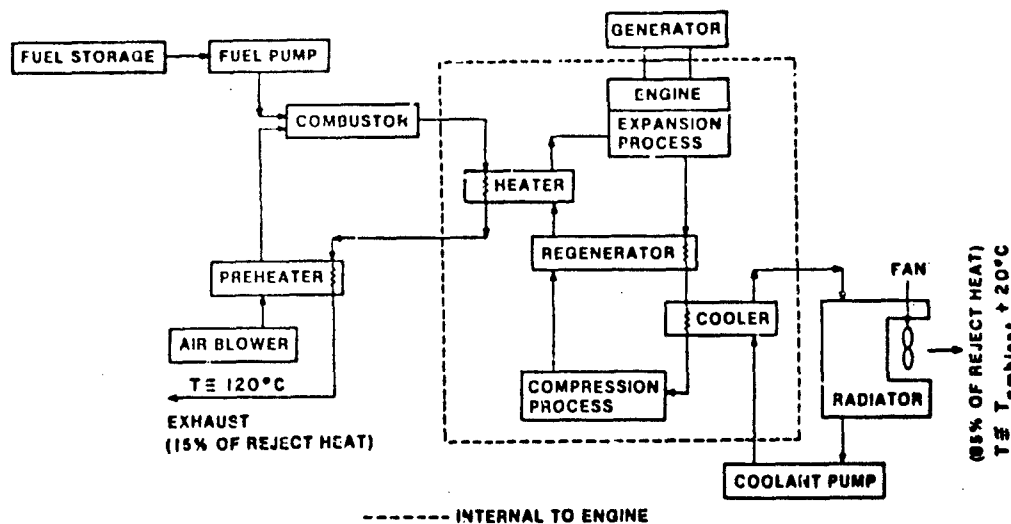 GENERATOR
FUEL STORAGE
FUEL PUMP
ENGINE
COMBUSTOR
EXPANSION
PROCESS
HEATER
REGENERATOR
PREHEATER
FAN
COOLER
AIR BLOWER
T ≡ 120°C
COMPRESSION
PROCESS
RADIATOR
EXHAUST
(15% OF REJECT HEAT)
(85% OF REJECT HEAT)
T ≡ Tambient + 20°C
COOLANT PUMP
INTERNAL TO ENGINE